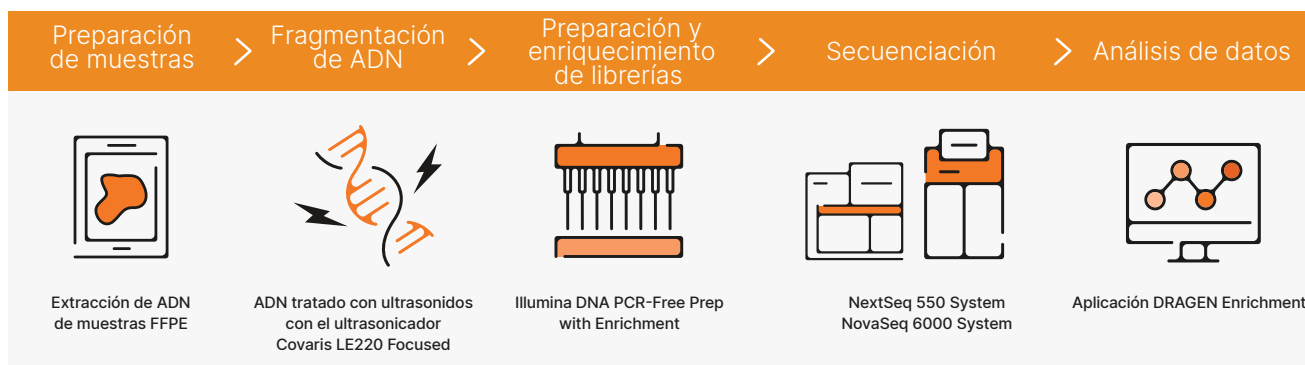 Preparación
de muestras
Fragmentación
de ADN
Preparación y
enriquecimiento
de librerías
Secuenciación
Análisis de datos
Extracción de ADN
de muestras FFPE
ADN tratado con ultrasonidos
con el ultrasonicador
Covaris LE220 Focused
Illumina DNA PCR-Free Prep
with Enrichment
NextSeq 550 System
NovaSeq 6000 System
Aplicación DRAGEN Enrichment